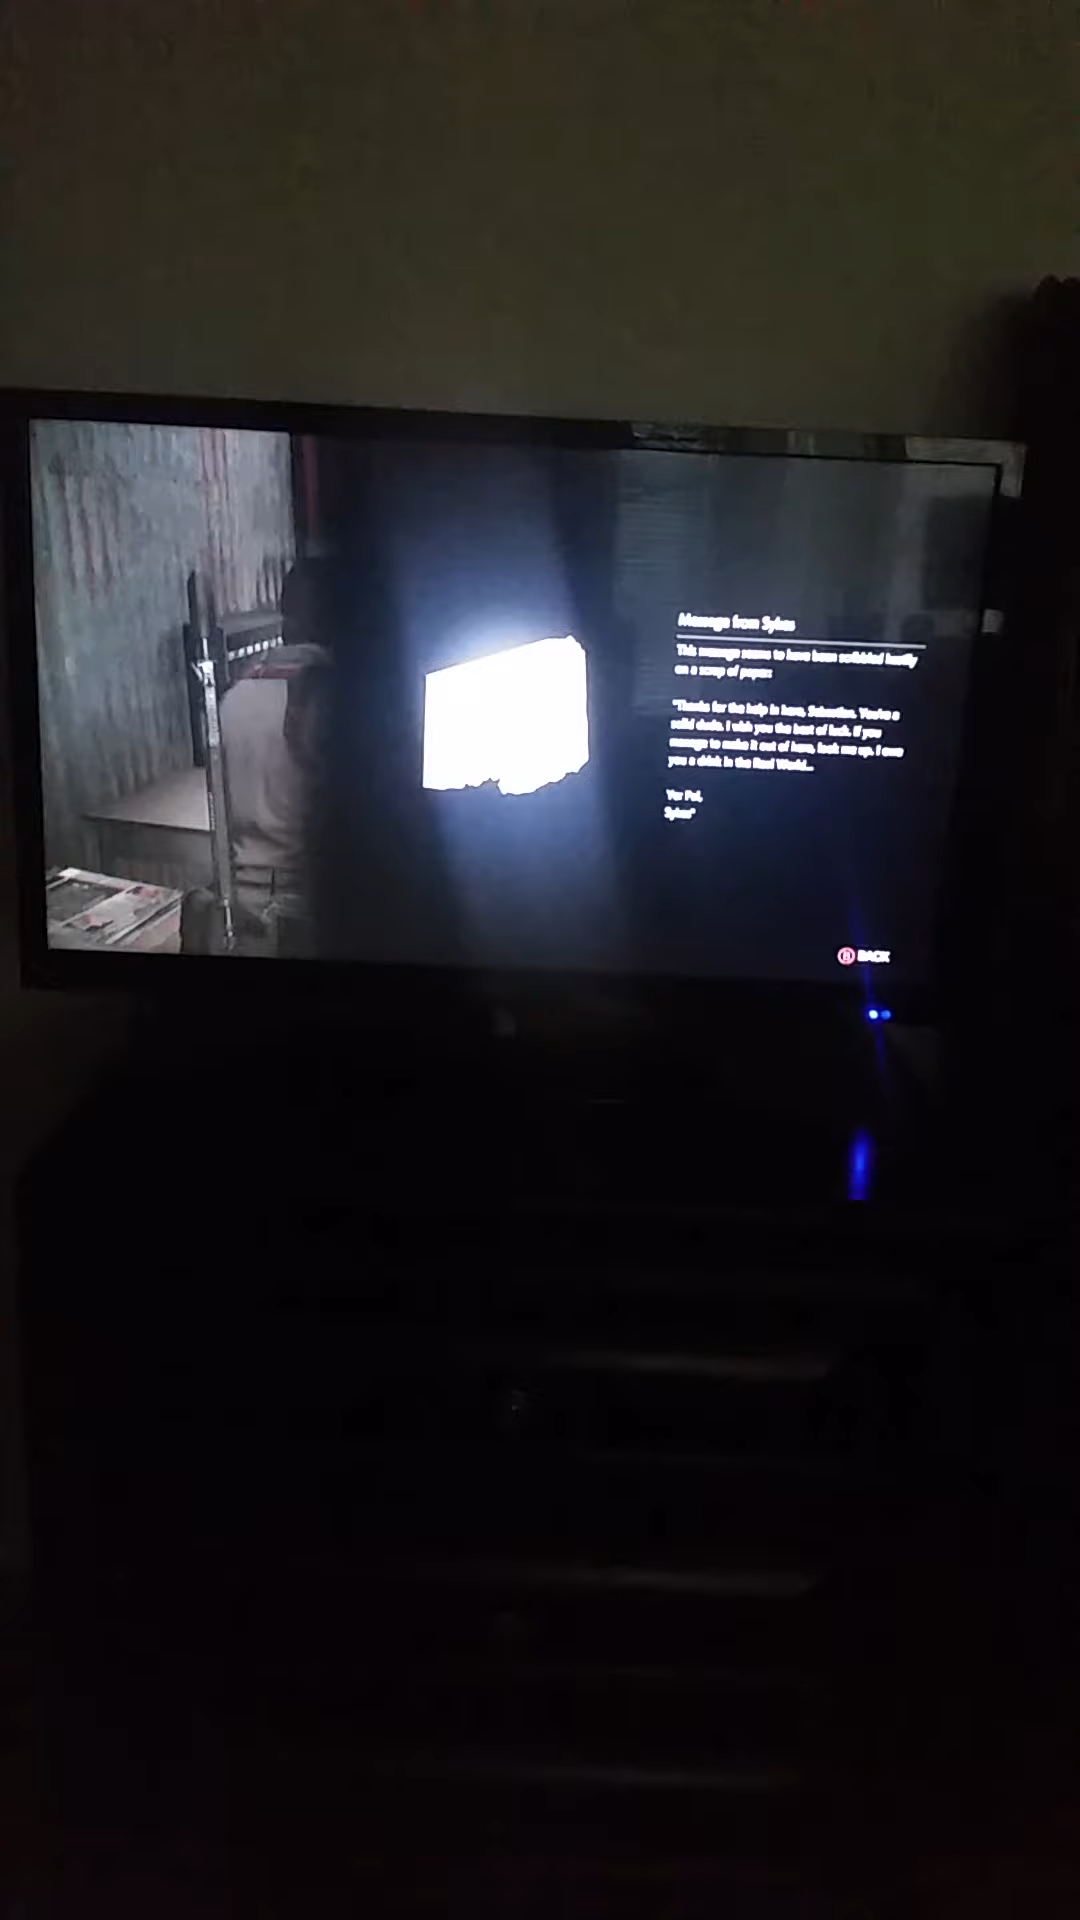 Message from Sykes
This message seems to have been scribbled hastily
on a scrap of paper:
"Thanks for the help in here, Sebastian. You're a
solid dude. I wish you the best of luck. If you
manage to make it out of here, look me up. I owe
you a drink in the Real World...
Yer Pal,
Sykes"
B BACK